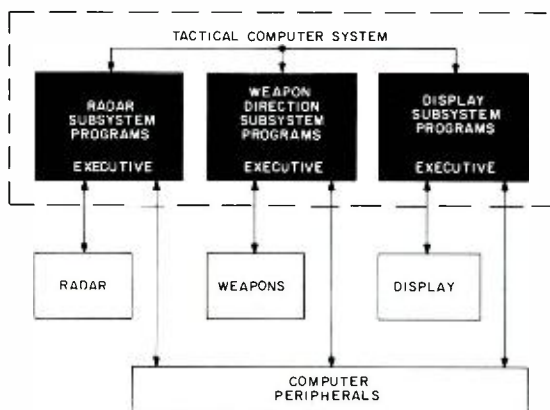 TACTICAL COMPUTER SYSTEM
RADAR
SUBSYSTEM
PROGRAMS
EXECUTIVE
WEAPON
DIRECTION
SUBSYSTEM
PROGRAMS
EXECUTIVE
DISPLAY
SUBSYSTEM
PROGRAMS
EXECUTIVE
RADAR
WEAPONS
DISPLAY
COMPUTER
PERIPHERALS